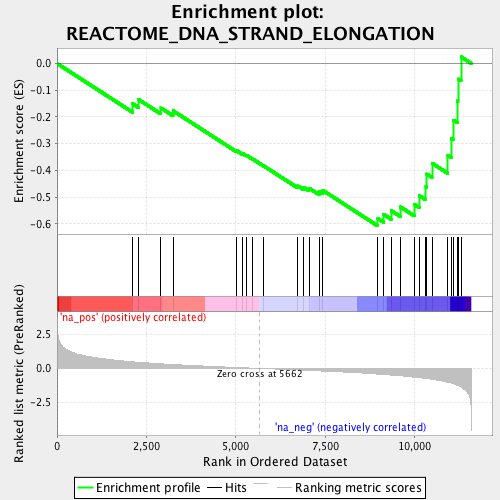 Enrichment plot:
REACTOME_DNA_STRAND_ELONGATION
Enrichment score (ES)
0.0
-0.1
-0.2
-0.3
-0.4
-0.5
-0.6
'na_pos' (positively correlated)
Ranked list metric (PreRanked)
2.5
0.0
-2.5
Zero cross at 5662
'na_neg' (negatively correlated)
0
2,500
5,000
7,500
10,000
Rank in Ordered Dataset
Enrichment profile
Hits
Ranking metric scores